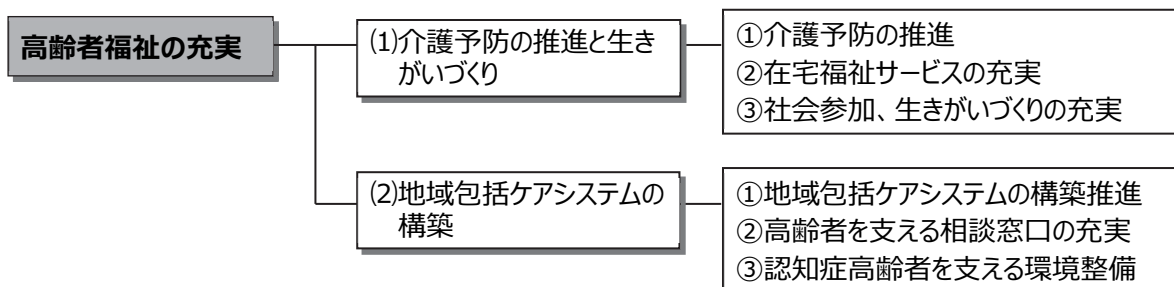 高齢者福祉の充実
⑴介護予防の推進と生き
がいづくり
①介護予防の推進
②在宅福祉サービスの充実
③社会参加、生きがいづくりの充実
⑵地域包括ケアシステムの
構築
①地域包括ケアシステムの構築推進
②高齢者を支える相談窓口の充実
③認知症高齢者を支える環境整備